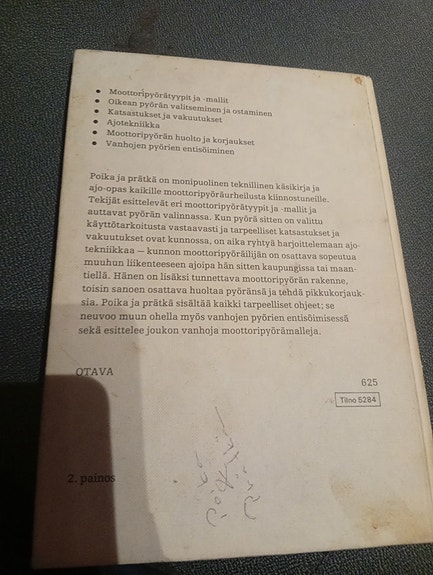 • Moottoripyörätyypit ja -mallit
• Oikean pyörän valitseminen ja ostaminen
• Katsastukset ja vakuutukset
• Ajotekniikka
• Moottoripyörän huolto ja korjaukset
• Vanhojen pyörien entisöiminen
Poika ja prätkä on monipuolinen teknillinen käsikirja ja
ajo-opas kaikille moottoripyöräurheilusta kiinnostuneille.
Tekijät esittelevät eri moottoripyörätyyppit ja -mallit ja
auttavat pyörän valinnassa. Kun pyörä sitten on valittu
käyttötarkoitusta vastaavasti ja tarpeelliset katsastukset ja
vakuutukset ovat kunnossa, on aika ryhtyä harjoittelemaan ajo-
tekniikkaa — kunnon moottoripyöräilijän on osattava sopeutua
muuhun liikenteeseen ajoipa hän sitten kaupungissa tai maan-
tiellä. Hänen on lisäksi tunnettava moottoripyörän rakenne,
toisin sanoen osattava huoltaa pyöränsä ja tehdä pikkukorjauk-
sia. Poika ja prätkä sisältää kaikki tarpeelliset ohjeet; se
neuvoo muun ohella myös vanhojen pyörien entisöimisessä
sekä esittelee joukon vanhoja moottoripyörämalleja.
OTAVA
625
Tilno 5284
2. painos